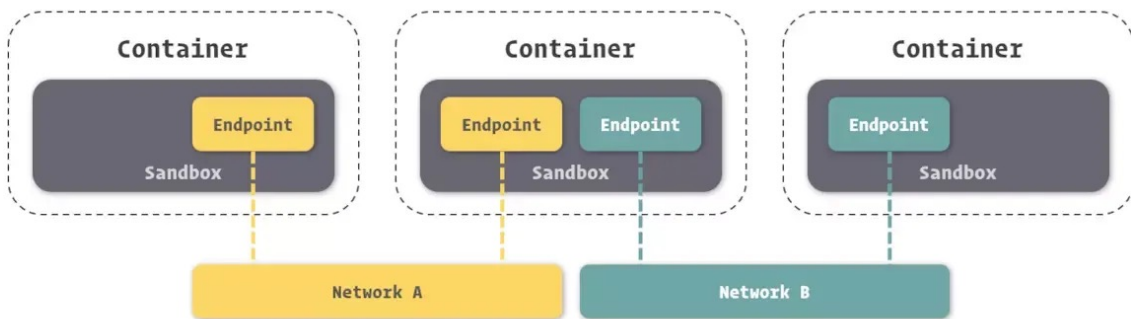 Container
Container
Container
Endpoint
Endpoint
Endpoint
Endpoint
Sandbox
Sandbox
Sandbox
Network A
Network B